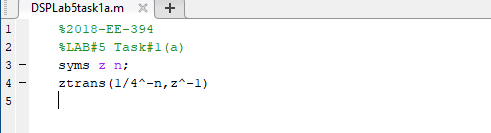 DSPLab5task1a.m × +
1 %2018-EE-394
2 %LAB#5 Task#1(a)
3 - syms z n;
4 - ztrans(1/4^-n,z^-1)
5